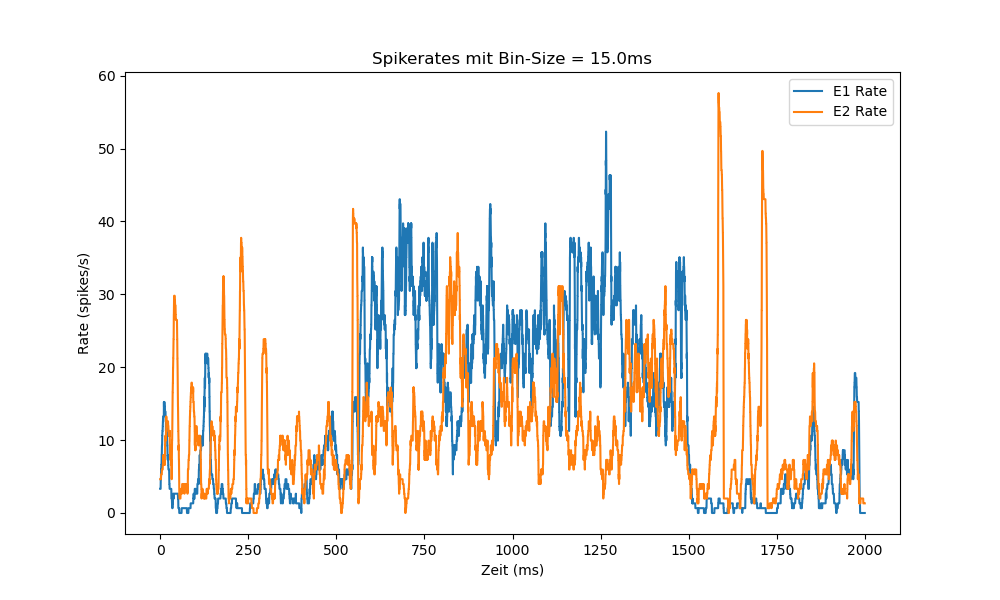 Spikerates mit Bin-Size = 15.0ms
E1 Rate
E2 Rate
Rate (spikes/s)
60
50
40
30
20
10
0
0 250 500 750 1000 1250 1500 1750 2000
Zeit (ms)